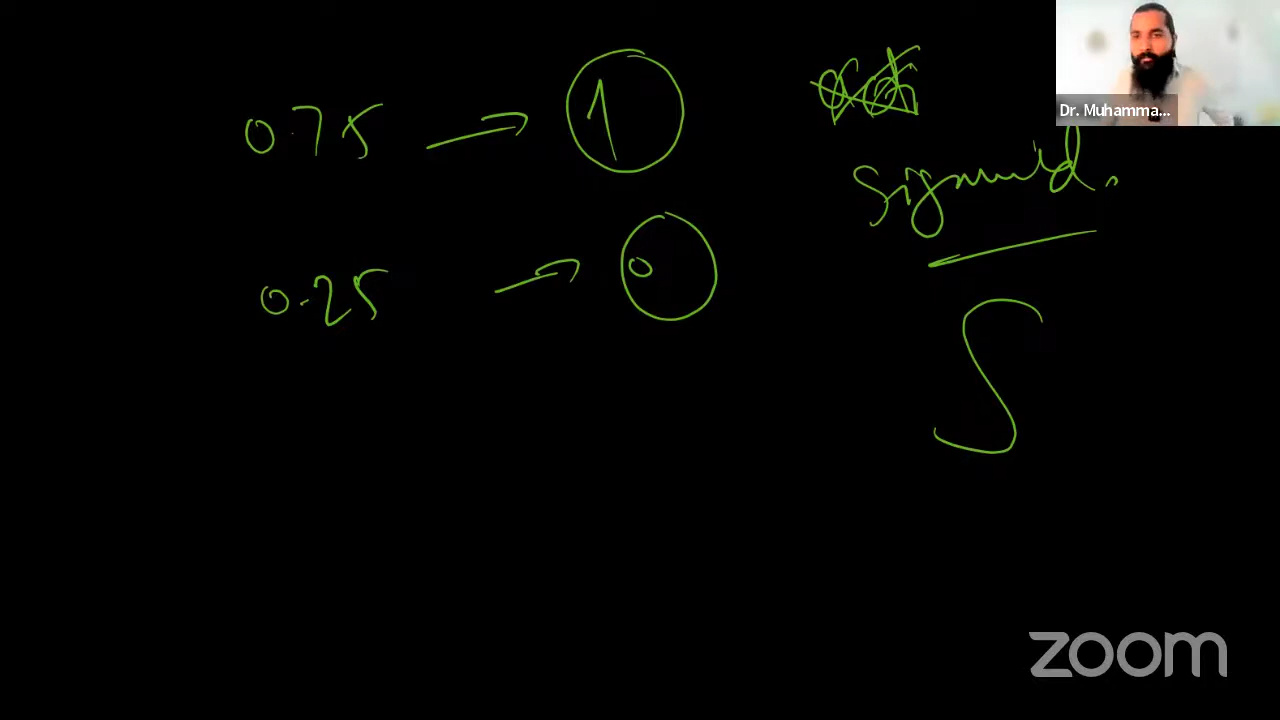 Dr. Muhamma...
0.75 → 1
sigmoid.
0.25 → 0
zoom